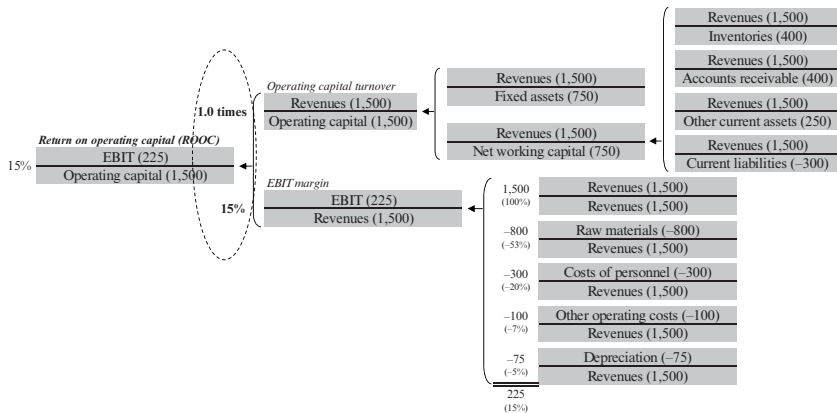 Revenues (1,500)
Inventories (400)
Revenues (1,500)
Accounts receivable (400)
Revenues (1,500)
Other current assets (250)
Revenues (1,500)
Current liabilities (–300)
Revenues (1,500)
Fixed assets (750)
Revenues (1,500)
Net working capital (750)
Operating capital turnover
1.0 times
Revenues (1,500)
Operating capital (1,500)
Return on operating capital (ROOC)
15%
EBIT (225)
Operating capital (1,500)
EBIT margin
15%
EBIT (225)
Revenues (1,500)
1,500
(100%)
Revenues (1,500)
Revenues (1,500)
–800
(–53%)
Raw materials (–800)
Revenues (1,500)
–300
(–20%)
Costs of personnel (–300)
Revenues (1,500)
–100
(–7%)
Other operating costs (–100)
Revenues (1,500)
–75
(–5%)
Depreciation (–75)
Revenues (1,500)
225
(15%)